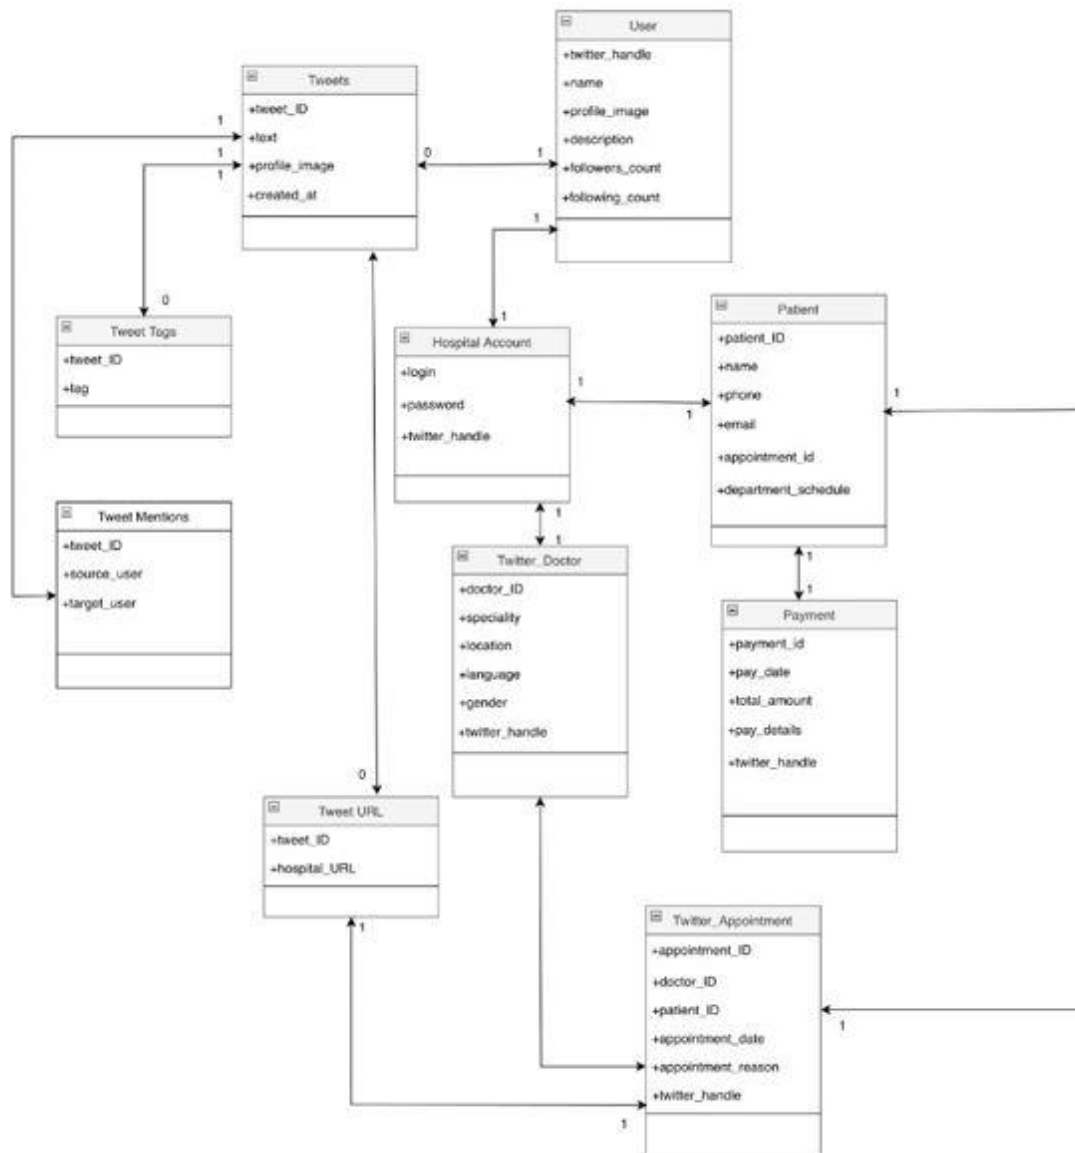 User
+twitter_handle
+name
+profile_image
+description
+followers_count
+following_count
Tweets
+tweet_ID
+text
+profile_image
+created_at
1
1
1
0
1
1
0
Tweet Tags
+tweet_ID
+tag
1
Hospital Account
+login
+password
+twitter_handle
1
1
Patient
+patient_ID
+name
+phone
+email
+appointment_id
+department_schedule
1
Tweet Mentions
+tweet_ID
+source_user
+target_user
1
1
Twitter_Doctor
+doctor_ID
+speciality
+location
+language
+gender
+twitter_handle
1
1
Payment
+payment_id
+pay_date
+total_amount
+pay_details
+twitter_handle
0
Tweet URL
+tweet_ID
+hospital_URL
1
Twitter_Appointment
+appointment_ID
+doctor_ID
+patient_ID
+appointment_date
+appointment_reason
+twitter_handle
1
1